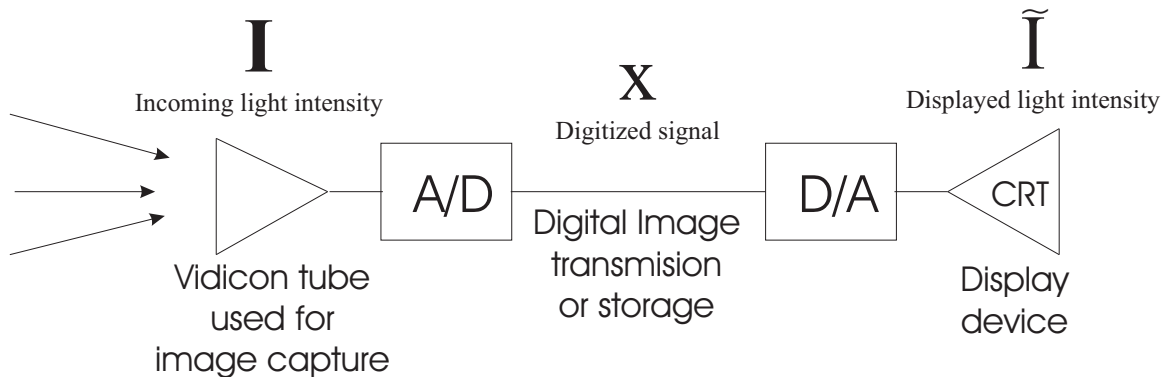 I
Incoming light intensity
X
Digitized signal
Ĩ
Displayed light intensity
A/D
D/A
CRT
Vidicon tube
used for
image capture
Digital Image
transmision
or storage
Display
device